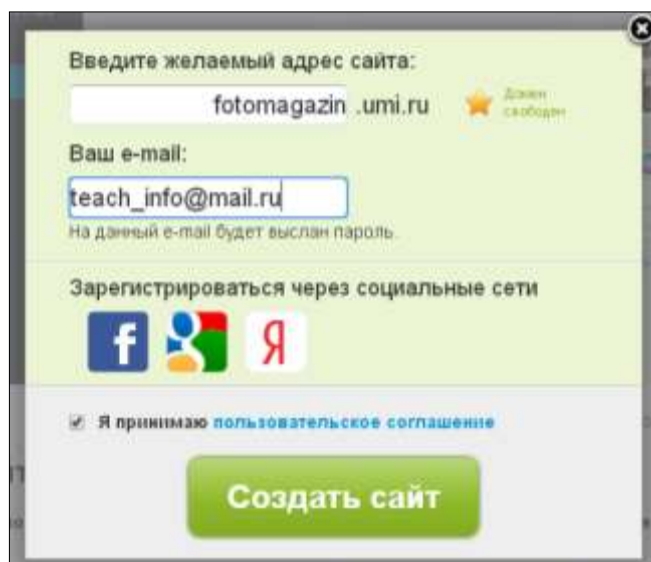 Введите желаемый адрес сайта:
fotomagazin .umi.ru
Домен
свободен
Ваш e-mail:
teach_info@mail.ru
На данный e-mail будет выслан пароль.
Зарегистрироваться через социальные сети
f Я
Я принимаю пользовательское соглашение
Создать сайт